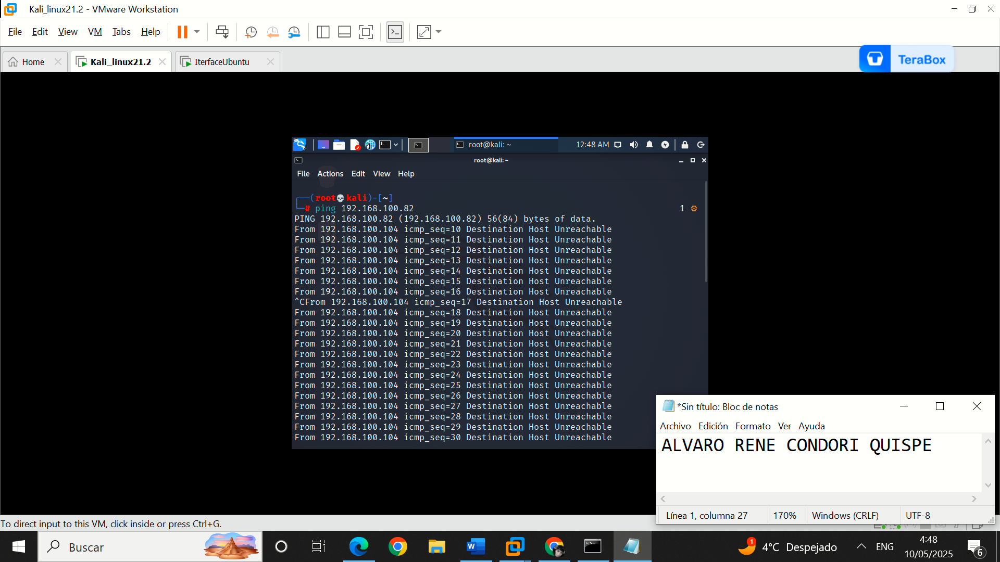 Kali_linux21.2 - VMware Workstation
File Edit View VM Tabs Help
Home Kali_linux21.2 IterfaceUbuntu
TeraBox
root@kali: ~ 12:48 AM
root@kali: ~
File Actions Edit View Help
┌──(root💀kali)-[~]
└─# ping 192.168.100.82 1
PING 192.168.100.82 (192.168.100.82) 56(84) bytes of data.
From 192.168.100.104 icmp_seq=10 Destination Host Unreachable
From 192.168.100.104 icmp_seq=11 Destination Host Unreachable
From 192.168.100.104 icmp_seq=12 Destination Host Unreachable
From 192.168.100.104 icmp_seq=13 Destination Host Unreachable
From 192.168.100.104 icmp_seq=14 Destination Host Unreachable
From 192.168.100.104 icmp_seq=15 Destination Host Unreachable
From 192.168.100.104 icmp_seq=16 Destination Host Unreachable
^CFrom 192.168.100.104 icmp_seq=17 Destination Host Unreachable
From 192.168.100.104 icmp_seq=18 Destination Host Unreachable
From 192.168.100.104 icmp_seq=19 Destination Host Unreachable
From 192.168.100.104 icmp_seq=20 Destination Host Unreachable
From 192.168.100.104 icmp_seq=21 Destination Host Unreachable
From 192.168.100.104 icmp_seq=22 Destination Host Unreachable
From 192.168.100.104 icmp_seq=23 Destination Host Unreachable
From 192.168.100.104 icmp_seq=24 Destination Host Unreachable
From 192.168.100.104 icmp_seq=25 Destination Host Unreachable
From 192.168.100.104 icmp_seq=26 Destination Host Unreachable
From 192.168.100.104 icmp_seq=27 Destination Host Unreachable
From 192.168.100.104 icmp_seq=28 Destination Host Unreachable
From 192.168.100.104 icmp_seq=29 Destination Host Unreachable
From 192.168.100.104 icmp_seq=30 Destination Host Unreachable
*Sin título: Bloc de notas
Archivo Edición Formato Ver Ayuda
ALVARO RENE CONDORI QUISPE
Línea 1, columna 27 170% Windows (CRLF) UTF-8
To direct input to this VM, click inside or press Ctrl+G.
Buscar
1 4°C Despejado ENG 4:48
10/05/2025 6